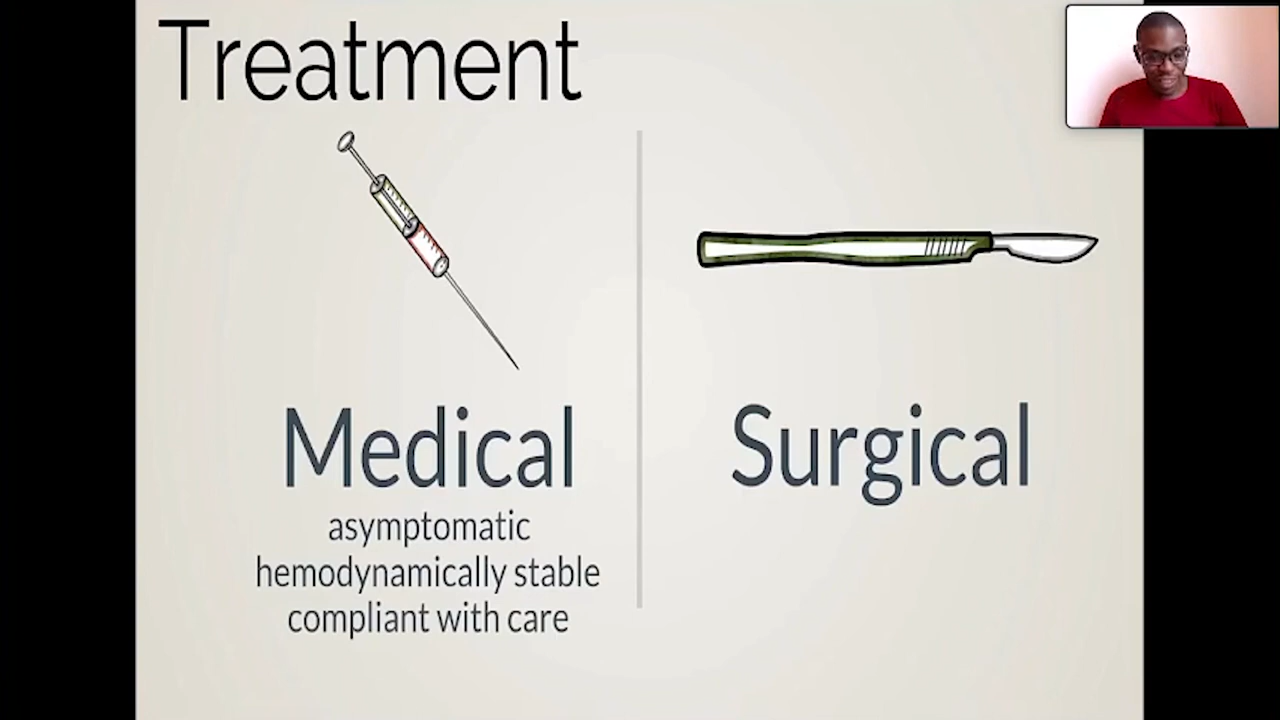 Treatment
Medical
asymptomatic
hemodynamically stable
compliant with care
Surgical